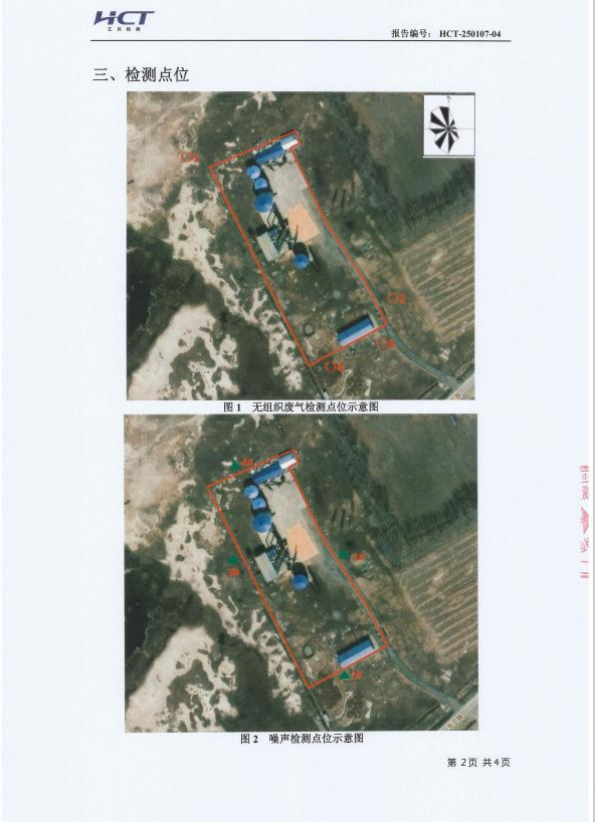 HCT
报告编号： HCT-250107-04
三、检测点位
图 1 无组织废气检测点位示意图
图 2 噪声检测点位示意图
第 2页 共4页